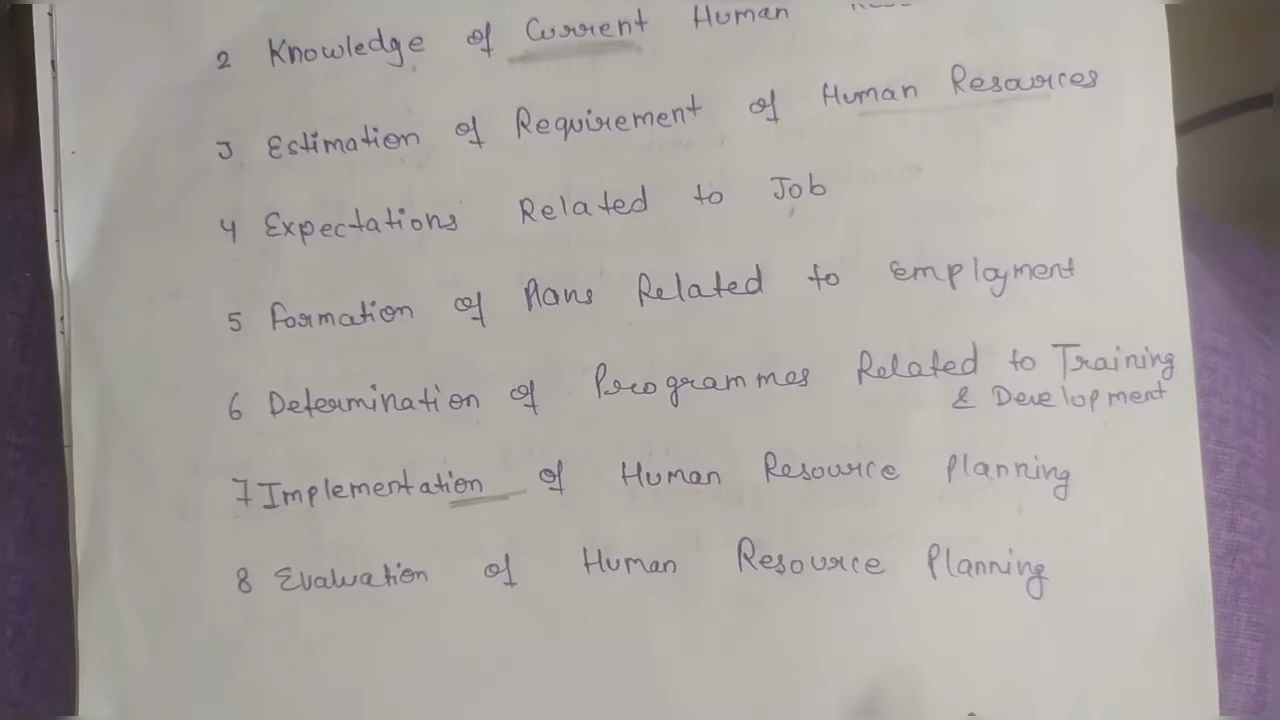 2 Knowledge of Current Human
3 Estimation of Requirement of Human Resources
4 Expectations Related to Job
5 Formation of Plans Related to employment
6 Determination of Programmes Related to Training
& Development
7 Implementation of Human Resource Planning
8 Evaluation of Human Resource Planning